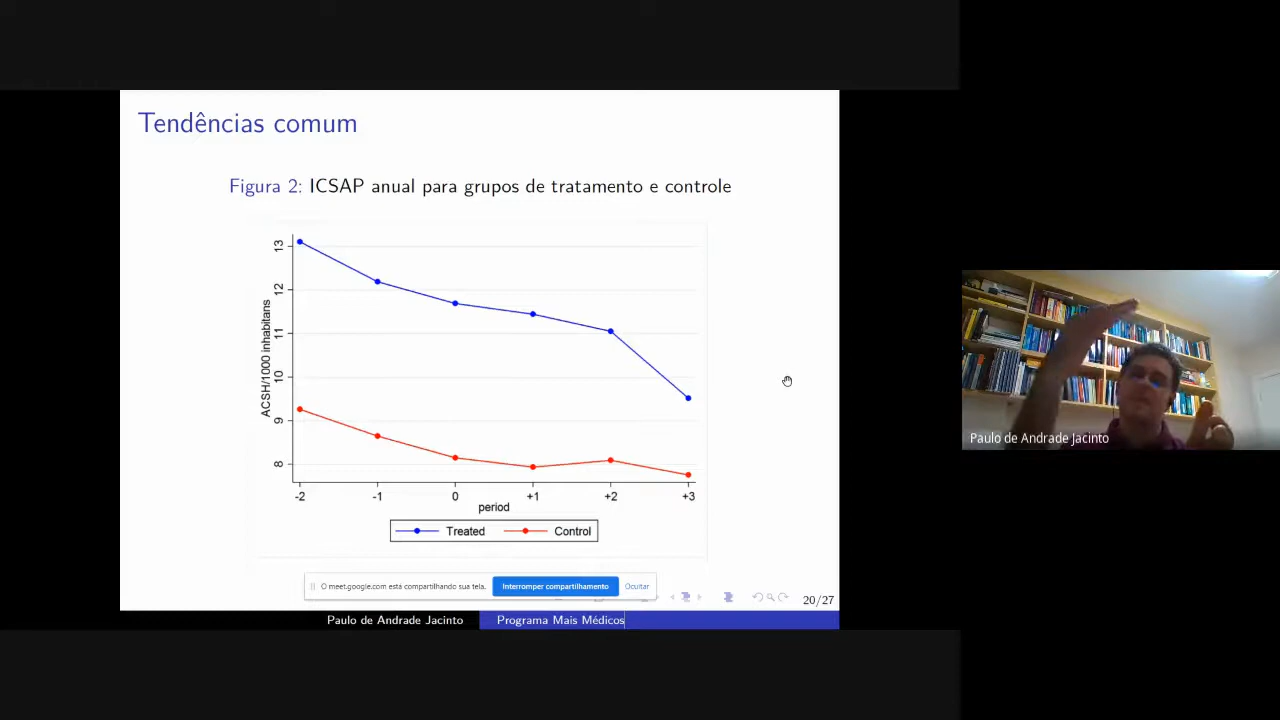 Tendências comum
Figura 2: ICSAP anual para grupos de tratamento e controle
ACSH/1000 inhabitans
13
12
11
10
9
8
-2 -1 0 +1 +2 +3
period
Treated Control
O meet.google.com está compartilhando sua tela. Interromper compartilhamento Ocultar
20/27
Paulo de Andrade Jacinto Programa Mais Médicos
Paulo de Andrade Jacinto